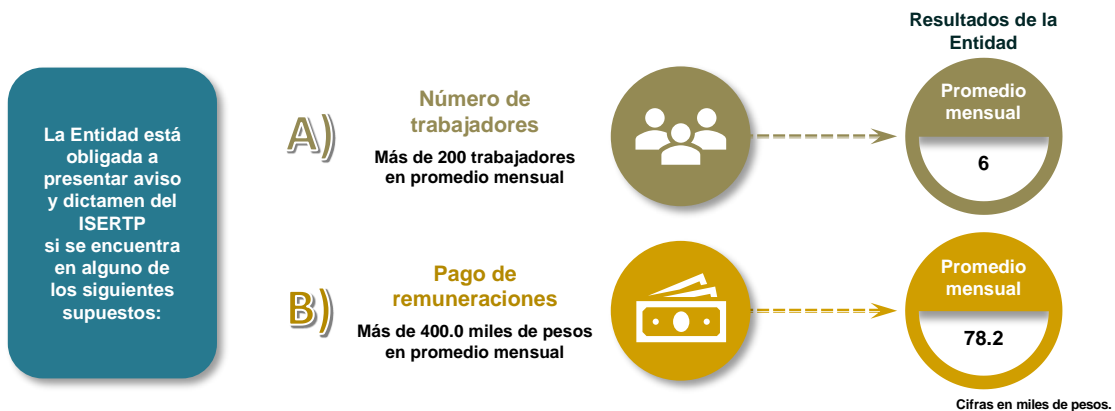 La Entidad está
obligada a
presentar aviso
y dictamen del
ISERTP
si se encuentra
en alguno de
los siguientes
supuestos:
A)
Número de
trabajadores
Más de 200 trabajadores
en promedio mensual
Resultados de la
Entidad
Promedio
mensual
6
B)
Pago de
remuneraciones
Más de 400.0 miles de pesos
en promedio mensual
Promedio
mensual
78.2
Cifras en miles de pesos.